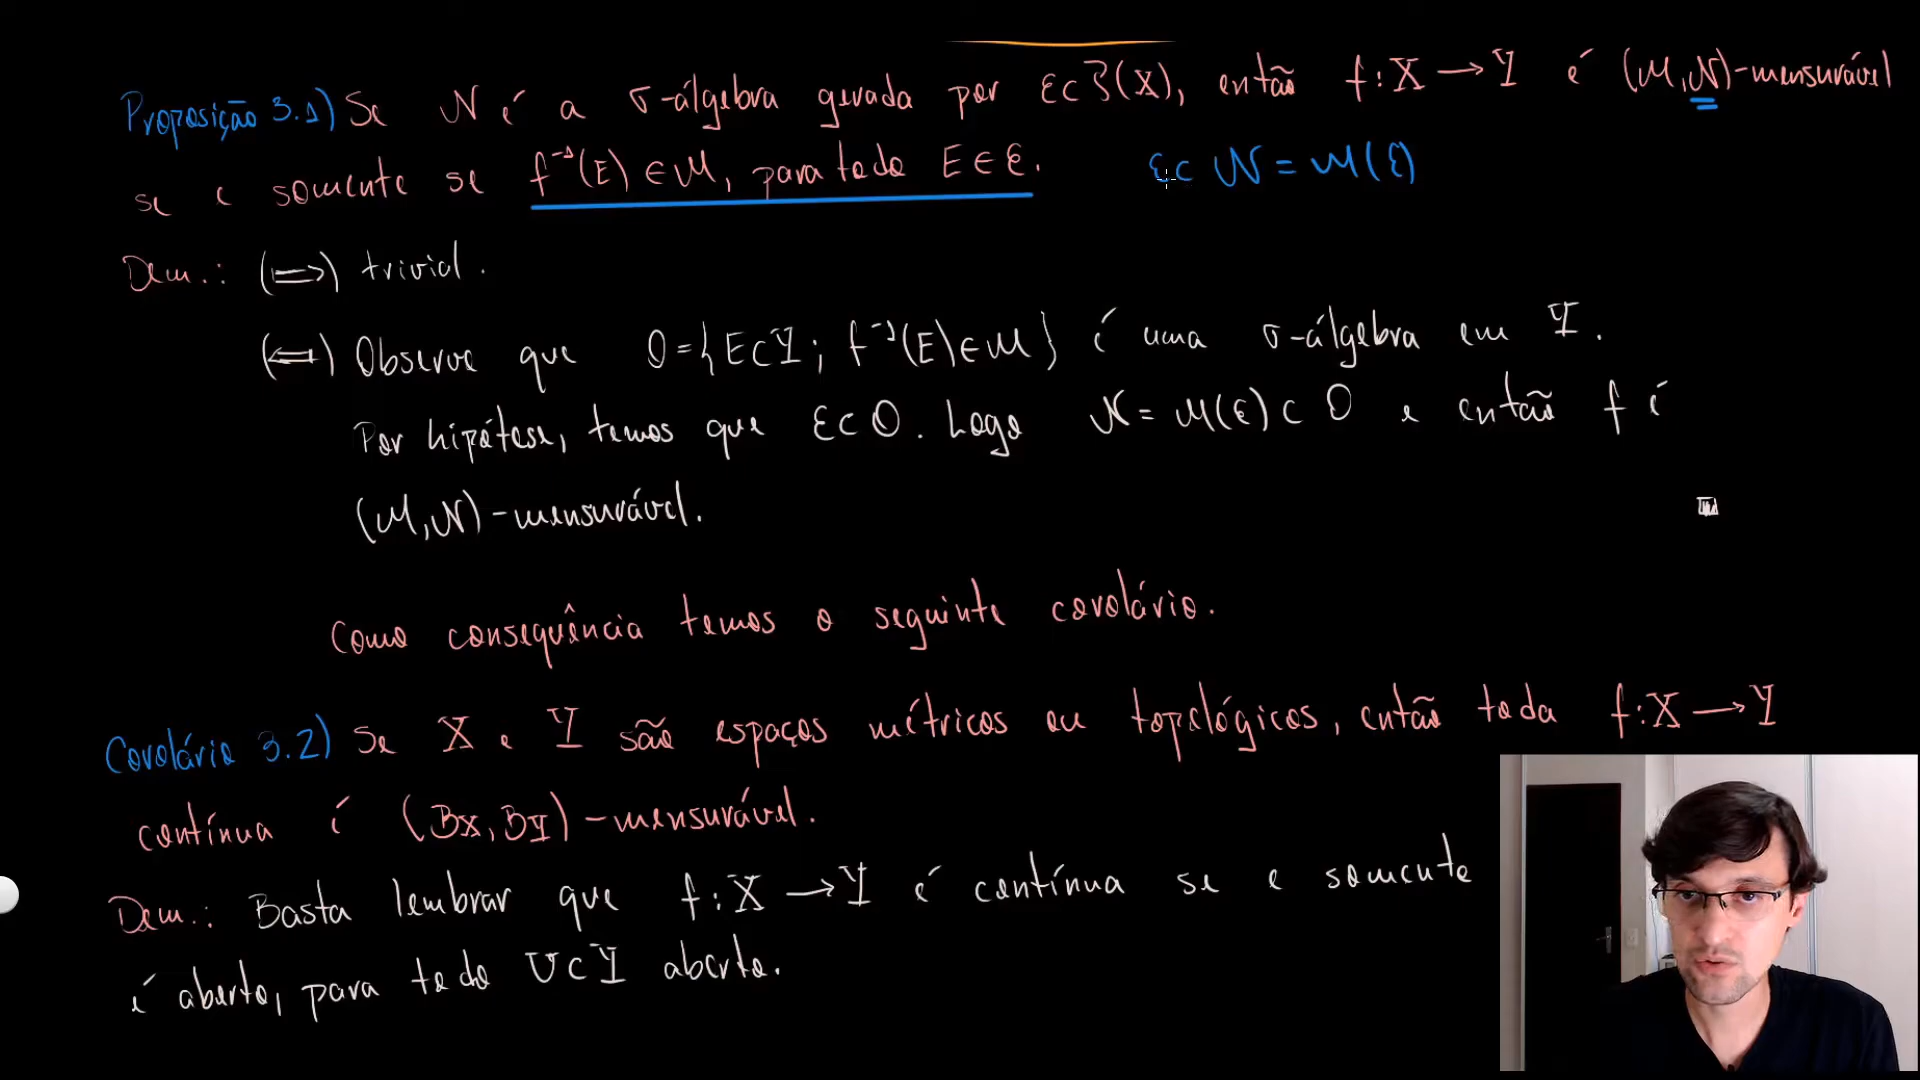 Proposição 3.1) Se 𝒩 é a σ-álgebra gerada por ℰ⊂𝒫(X), então f:X→Y é (ℳ,𝒩)-mensurável
se e somente se f⁻¹(E)∈ℳ, para todo E∈ℰ. ℰ⊂𝒩=ℳ(ℰ)
Dem.: (⟹) trivial.
(⟸) Observe que O={E⊂Y; f⁻¹(E)∈ℳ} é uma σ-álgebra em Y.
Por hipótese, temos que ℰ⊂O. Logo 𝒩=ℳ(ℰ)⊂O e então f é
(ℳ,𝒩)-mensurável.
Como consequência temos o seguinte corolário.
Corolário 3.2) Se X e Y são espaços métricos ou topológicos, então toda f:X→Y
contínua é (Bx,By)-mensurável.
Dem.: Basta lembrar que f:X→Y é contínua se e somente
é aberto, para todo U⊂Y aberto.